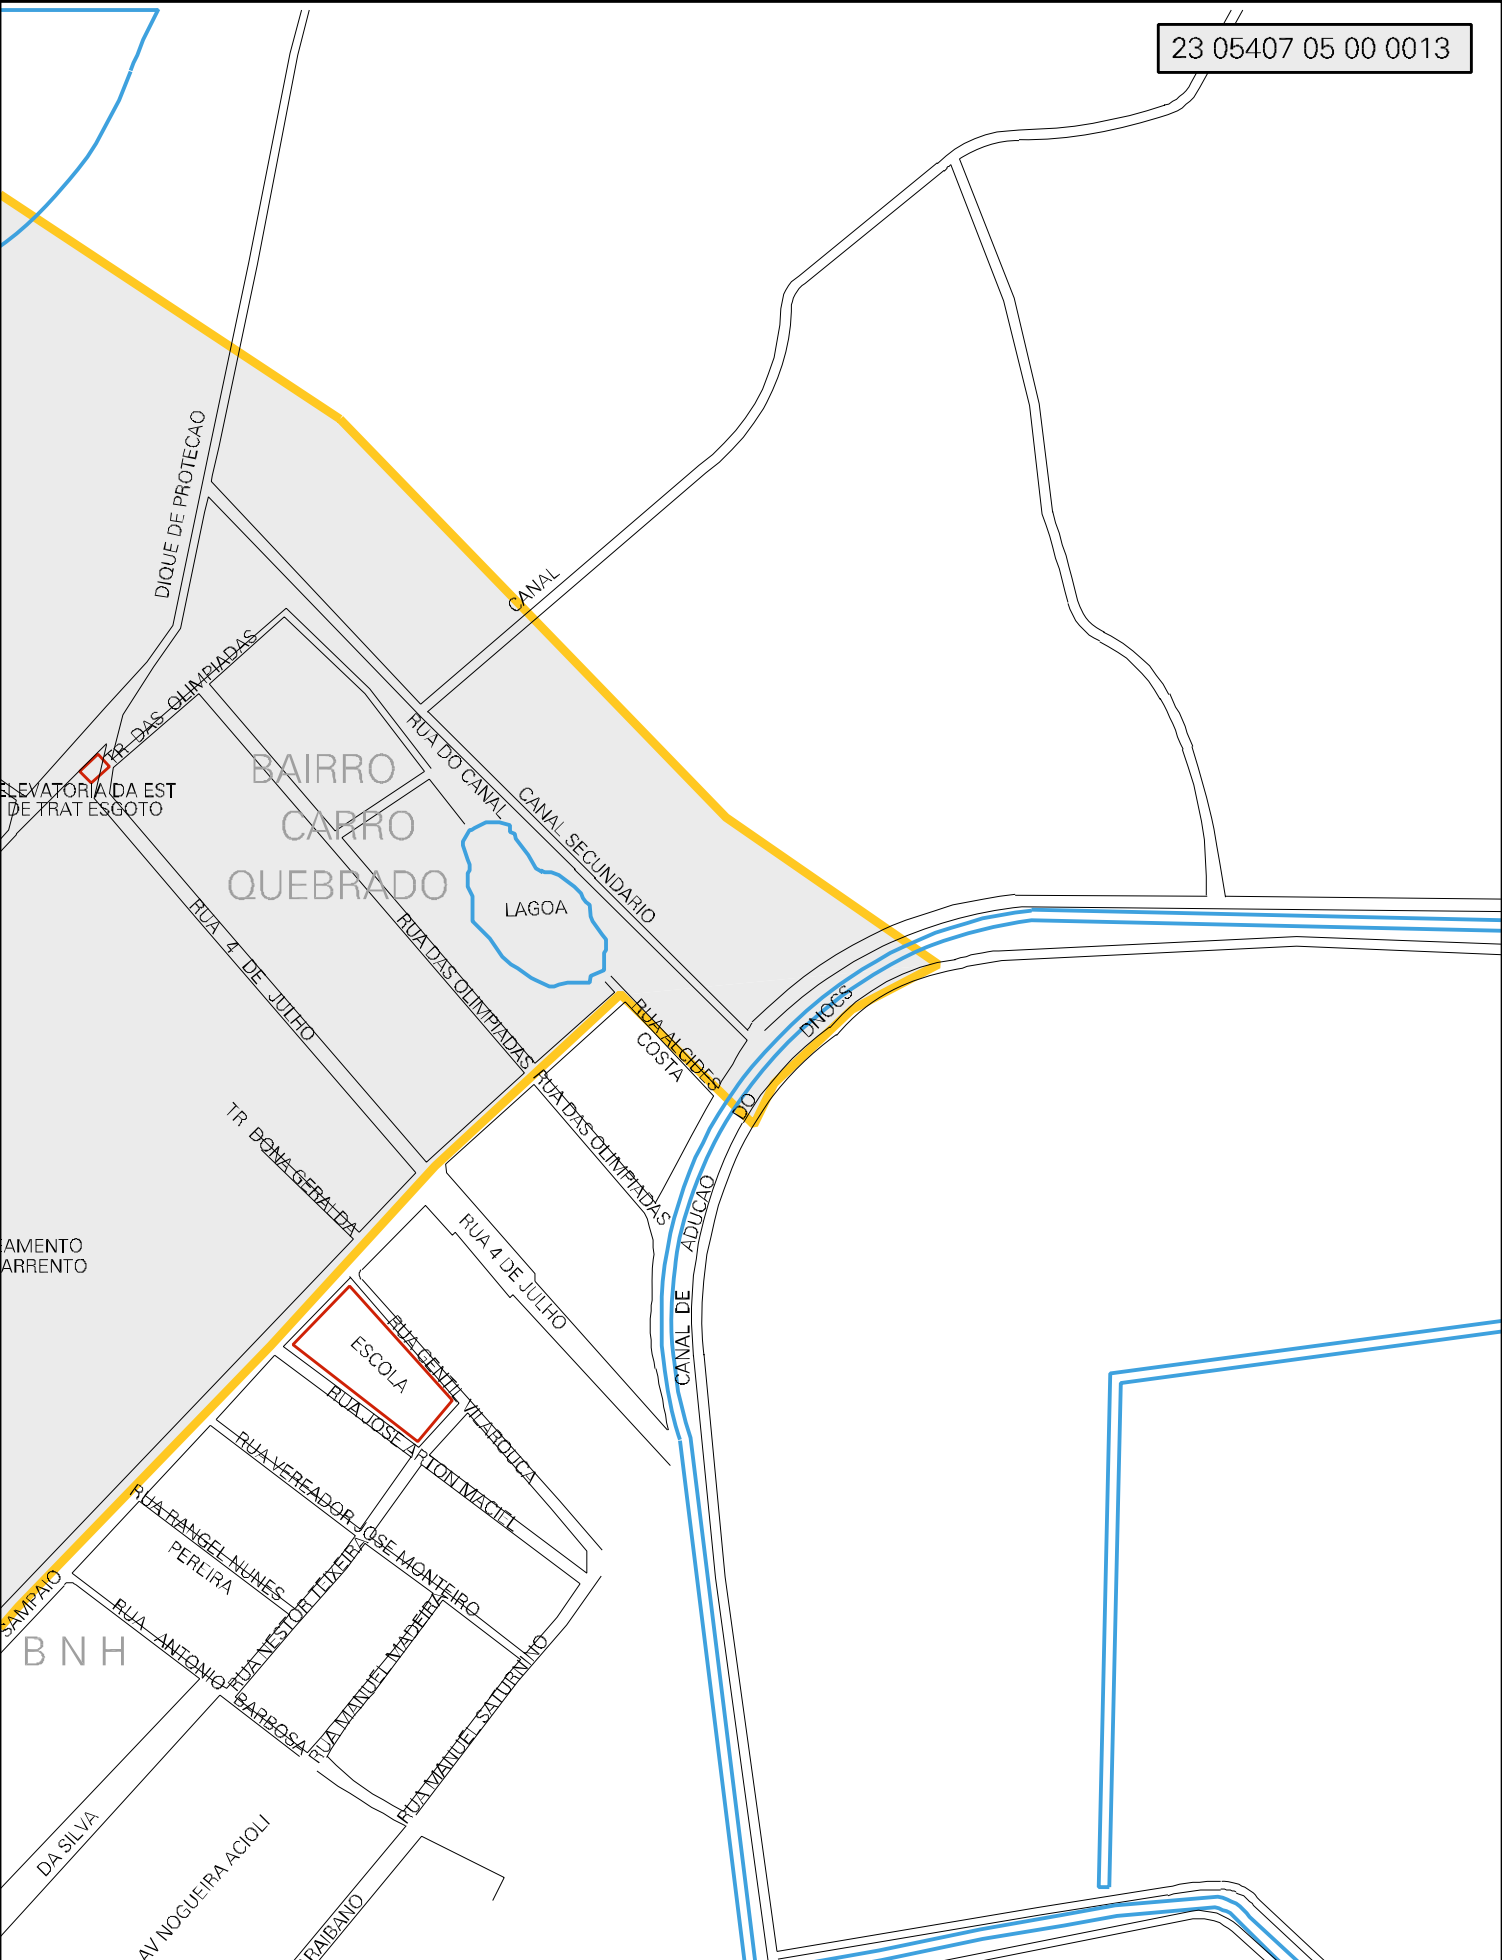 23 05407 05 00 0013
DIQUE DE PROTECAO
CANAL
TR DAS OLIMPIADAS
ELEVATORIA DA EST
DE TRAT ESGOTO
BAIRRO
CARRO
QUEBRADO
RUA DO CANAL
CANAL SECUNDARIO
LAGOA
RUA 4 DE JULHO
RUA DAS OLIMPIADAS
RUA ALCIDES
COSTA
DNOCS
DO
ADUCAO
CANAL DE
RUA DAS OLIMPIADAS
TR DONA GERALDA
RUA 4 DE JULHO
AMENTO
ARRENTO
ESCOLA
RUA GENTIL VILAROUCA
RUA JOSE ARTON MACIEL
RUA VEREADOR JOSE MONTEIRO
RUA RANGEL NUNES
PEREIRA
SAMPAIO
BNH
RUA ANTONIO BARBOSA
RUA NESTOR TEIXEIRA
RUA MANUEL MADEIRA
RUA MANUEL SATURNINO
DA SILVA
AV NOGUEIRA ACIOLI
RAIBANO